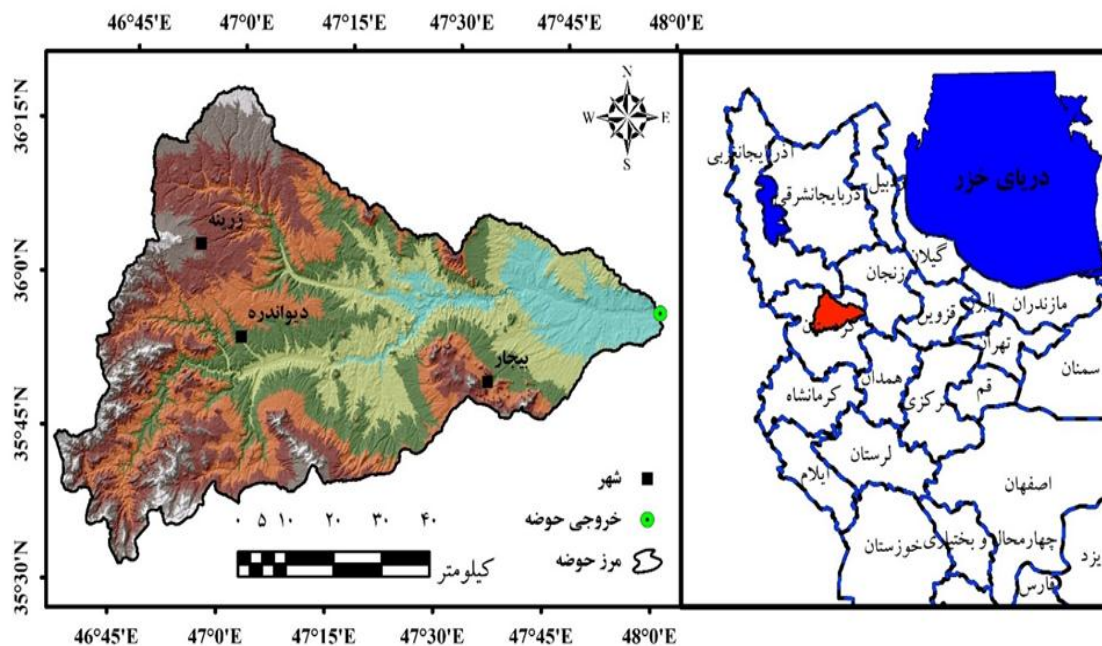 46°45'E 47°0'E 47°15'E 47°30'E 47°45'E 48°0'E
36°15'N
36°0'N
35°45'N
35°30'N
N
W E
S
زرینه
دیواندره
بیجار
شهر
خروجی حوضه
مرز حوضه
۰ ۵ ۱۰ ۲۰ ۳۰ ۴۰
کیلومتر
46°45'E 47°0'E 47°15'E 47°30'E 47°45'E 48°0'E
دریای خزر
آذربایجانغربی
آذربایجانشرقی
اردبیل
گیلان
زنجان
مازندران
البرز
قزوین
کردستان
تهران
سمنان
همدان
قم
مرکزی
کرمانشاه
لرستان
ایلام
اصفهان
چهارمحال و بختیاری
خوزستان
یزد
فارس